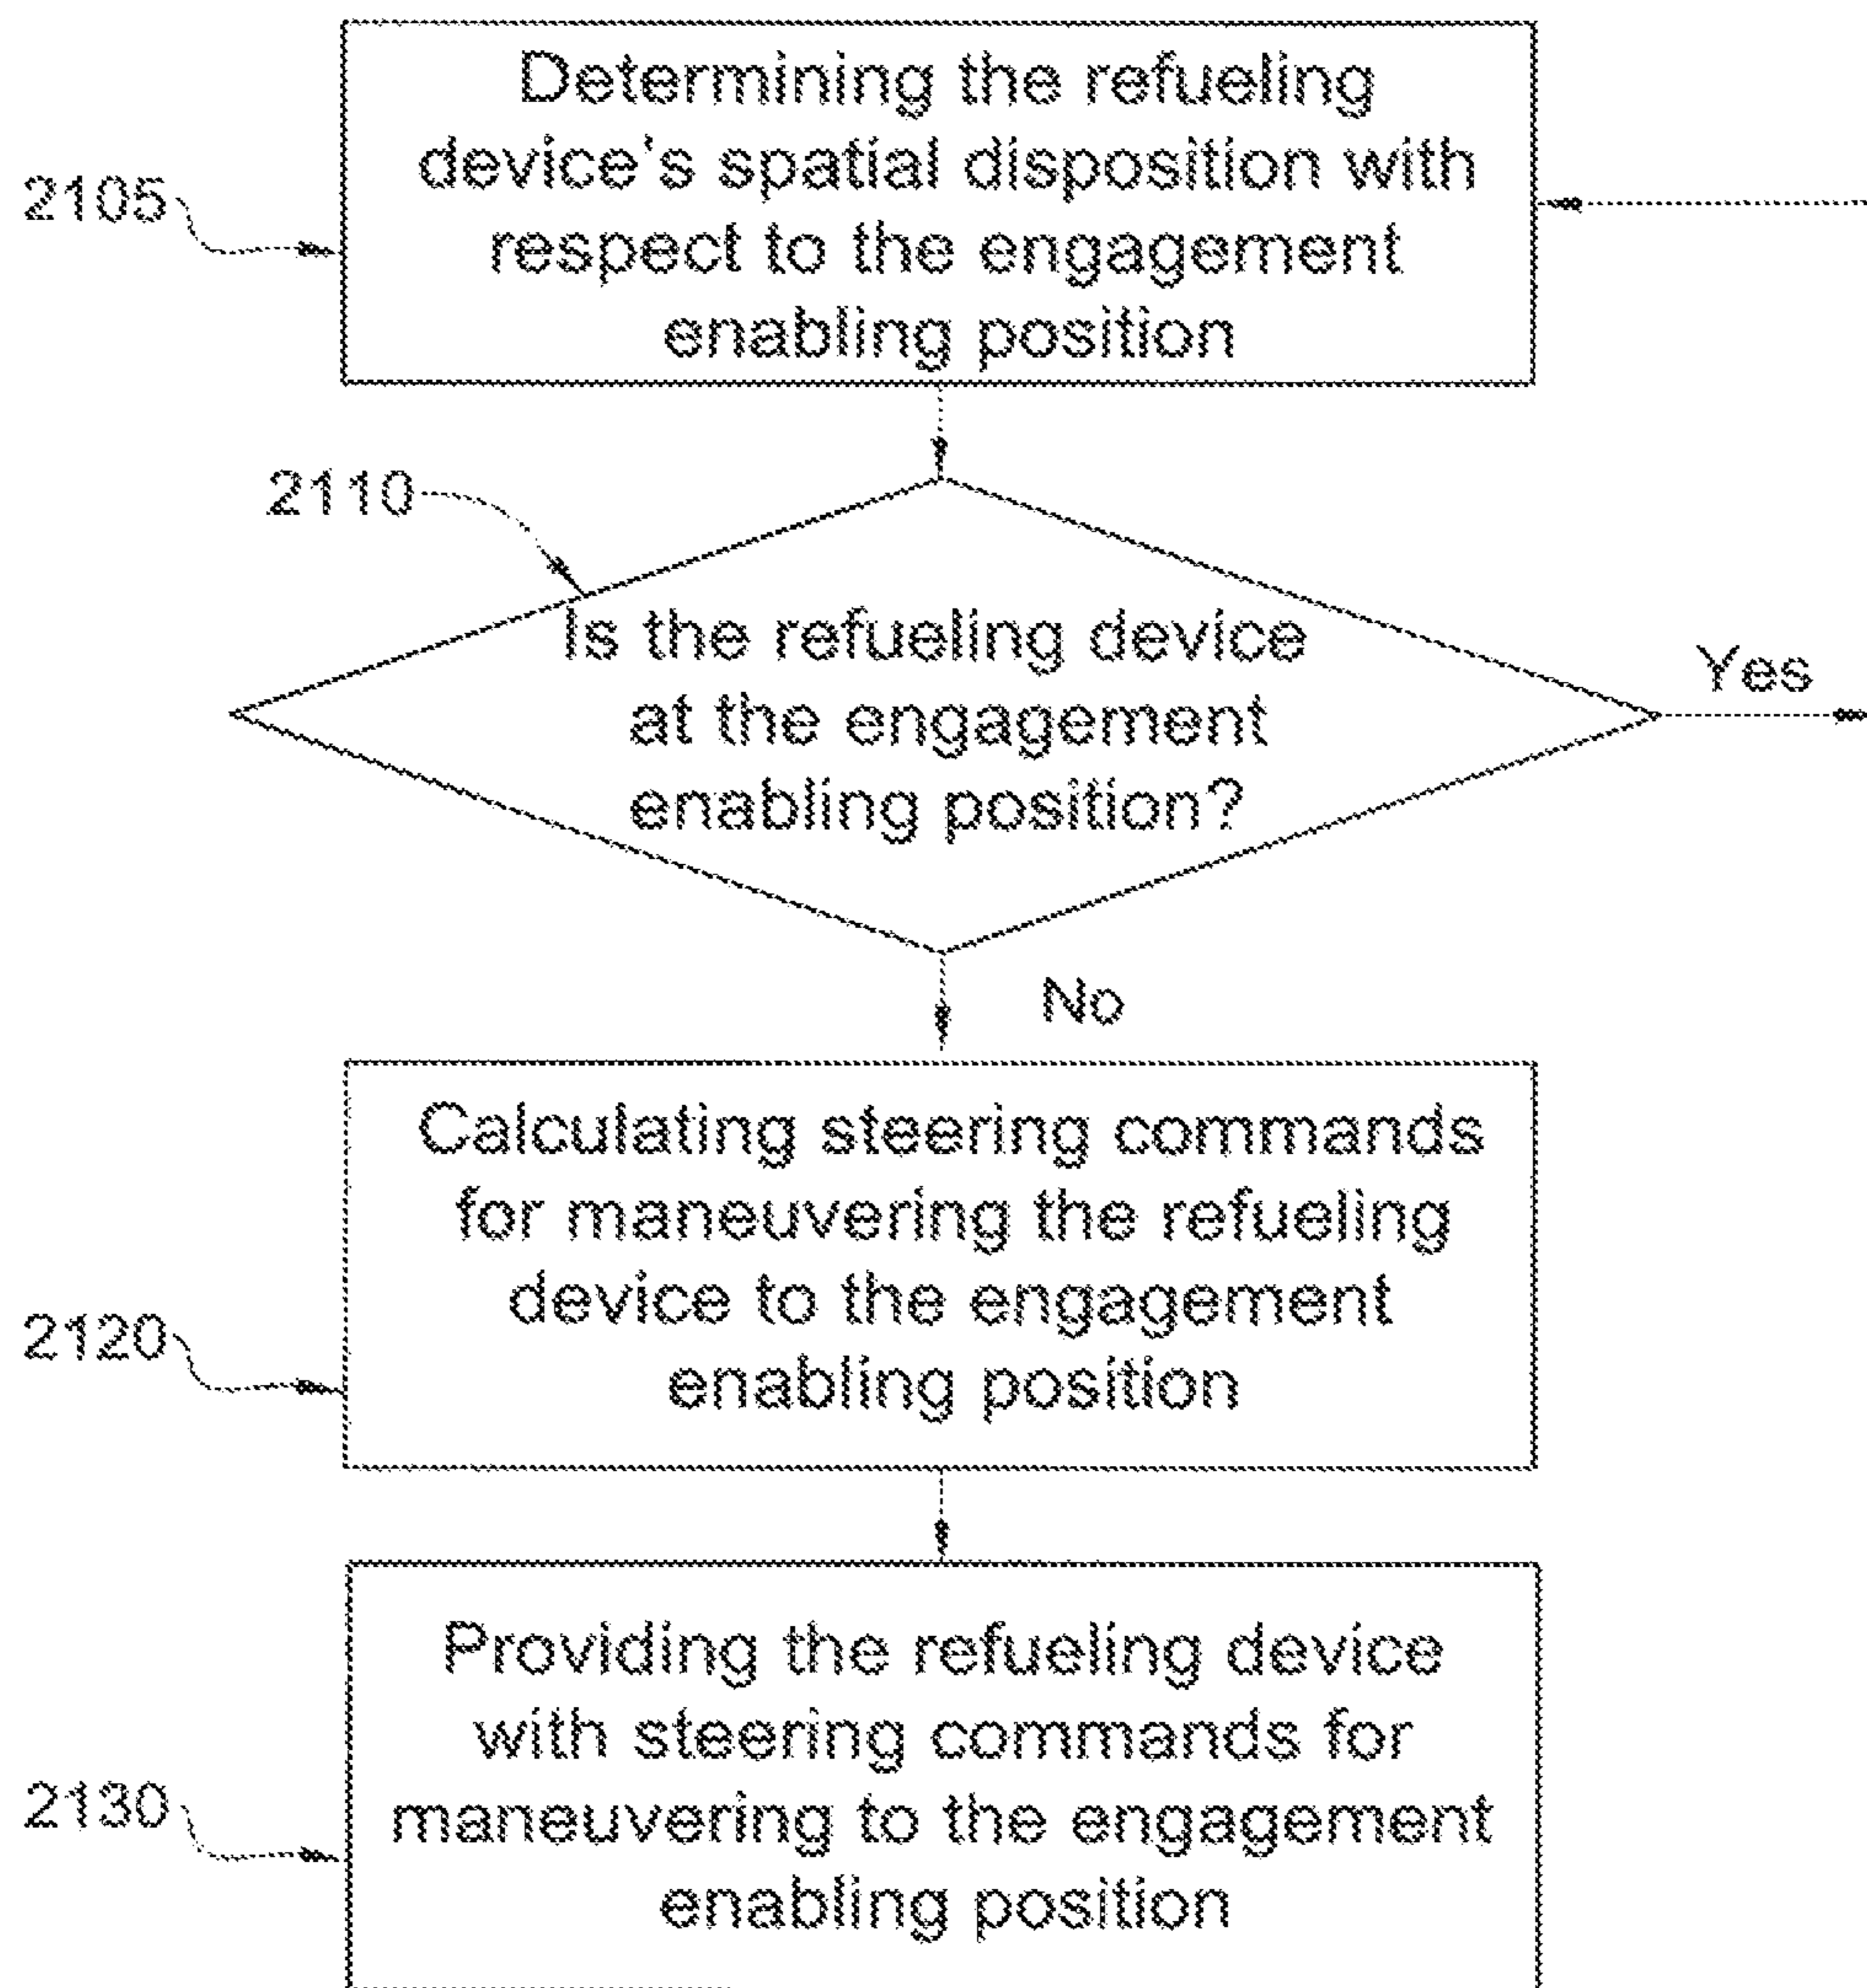 Determining the refueling
device's spatial disposition with
respect to the engagement
enabling position
2105
2110
Is the refueling device
at the engagement
enabling position?
Yes
No
Calculating steering commands
for maneuvering the refueling
device to the engagement
enabling position
2120
Providing the refueling device
with steering commands for
maneuvering to the engagement
enabling position
2130